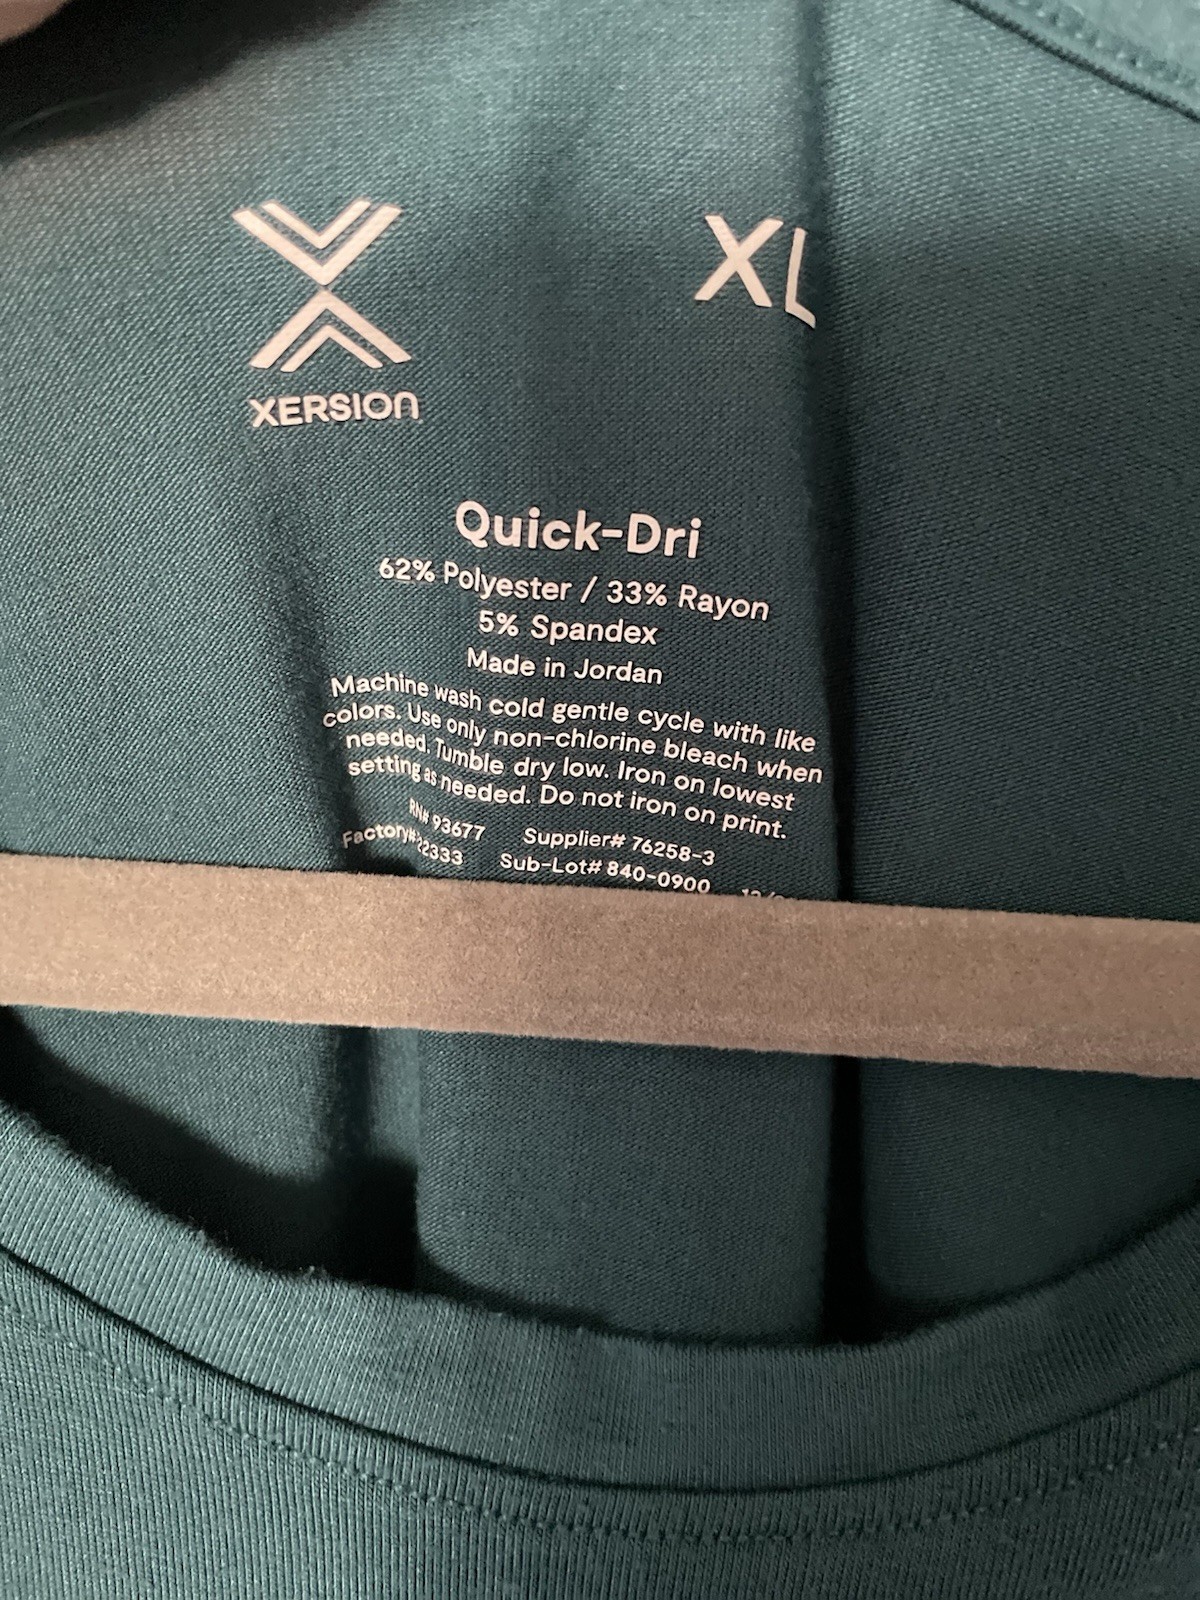 XL
XERSION
Quick-Dri
62% Polyester / 33% Rayon
5% Spandex
Made in Jordan
Machine wash cold gentle cycle with like
colors. Use only non-chlorine bleach when
needed. Tumble dry low. Iron on lowest
setting as needed. Do not iron on print.
RN# 93677 Supplier# 76258-3
Factory# 22333 Sub-Lot# 840-0900